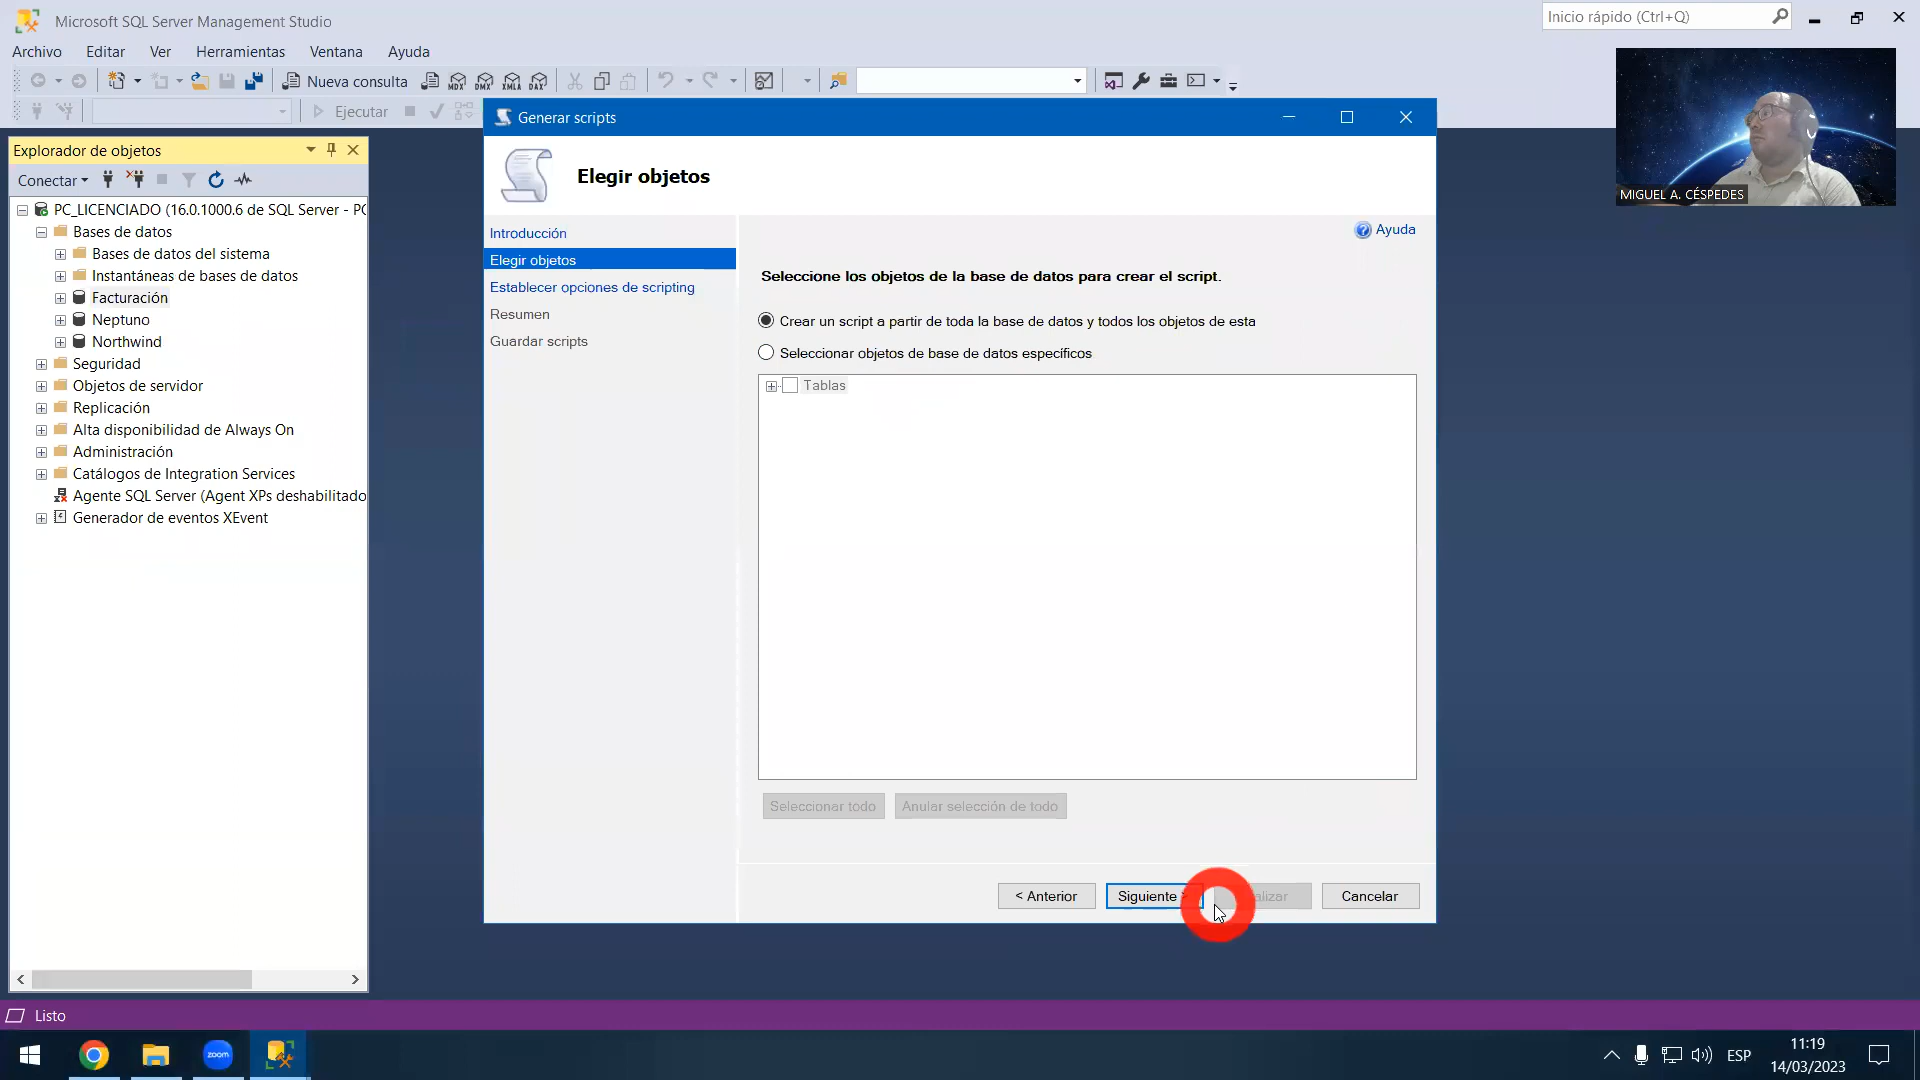 Microsoft SQL Server Management Studio
Inicio rápido (Ctrl+Q)
Archivo Editar Ver Herramientas Ventana Ayuda
Nueva consulta MDX DMX XMLA DAX
Ejecutar
MIGUEL A. CÉSPEDES
Explorador de objetos
Conectar
PC_LICENCIADO (16.0.1000.6 de SQL Server - PC
Bases de datos
Bases de datos del sistema
Instantáneas de bases de datos
Facturación
Neptuno
Northwind
Seguridad
Objetos de servidor
Replicación
Alta disponibilidad de Always On
Administración
Catálogos de Integration Services
Agente SQL Server (Agent XPs deshabilitado
Generador de eventos XEvent
Generar scripts
Elegir objetos
Introducción
Elegir objetos
Establecer opciones de scripting
Resumen
Guardar scripts
Ayuda
Seleccione los objetos de la base de datos para crear el script.
Crear un script a partir de toda la base de datos y todos los objetos de esta
Seleccionar objetos de base de datos específicos
Tablas
Seleccionar todo Anular selección de todo
< Anterior Siguiente alizar Cancelar
Listo
zoom
ESP
11:19
14/03/2023